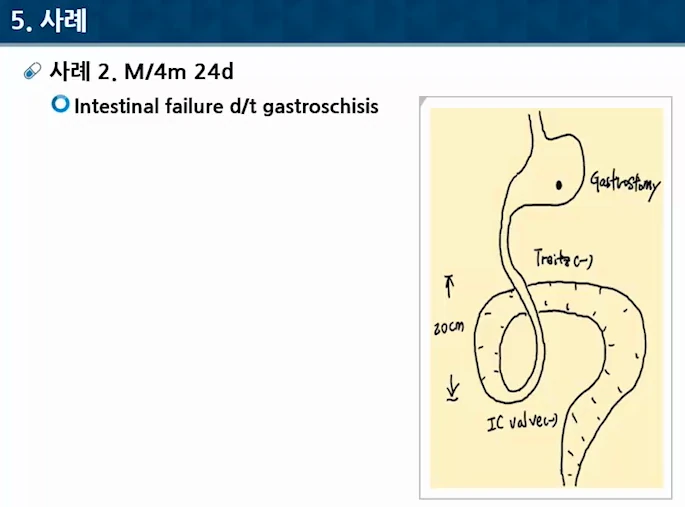 5. 사례
사례 2. M/4m 24d
Intestinal failure d/t gastroschisis
Gastrostomy
Treitz(-)
20cm
IC valve(-)